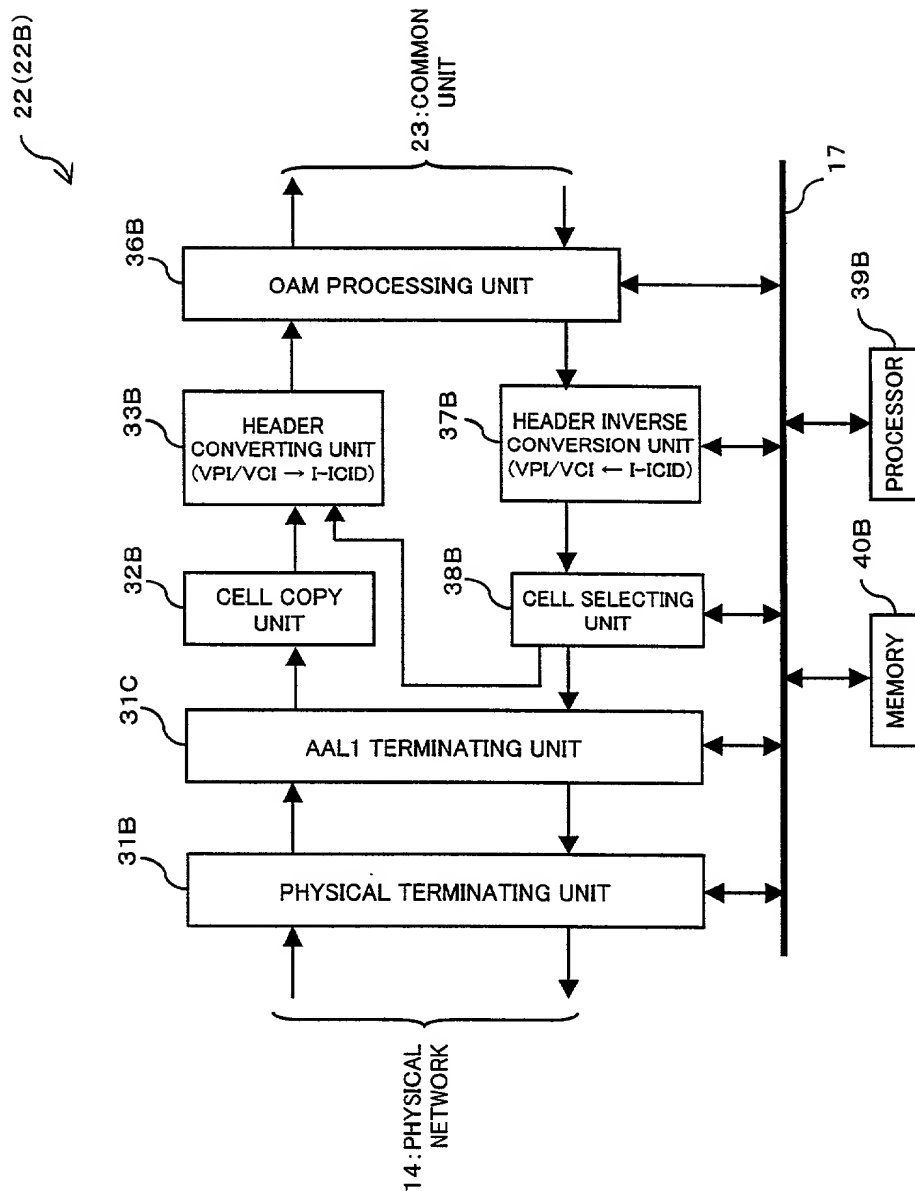 22(22B)
23:COMMON
UNIT
36B
OAM PROCESSING UNIT
17
33B
HEADER
CONVERTING UNIT
(VPI/VCI → I-ICID)
37B
HEADER INVERSE
CONVERSION UNIT
(VPI/VCI ← I-ICID)
39B
PROCESSOR
32B
CELL COPY
UNIT
38B
CELL SELECTING
UNIT
40B
MEMORY
31C
AAL1 TERMINATING UNIT
31B
PHYSICAL TERMINATING UNIT
14:PHYSICAL
NETWORK